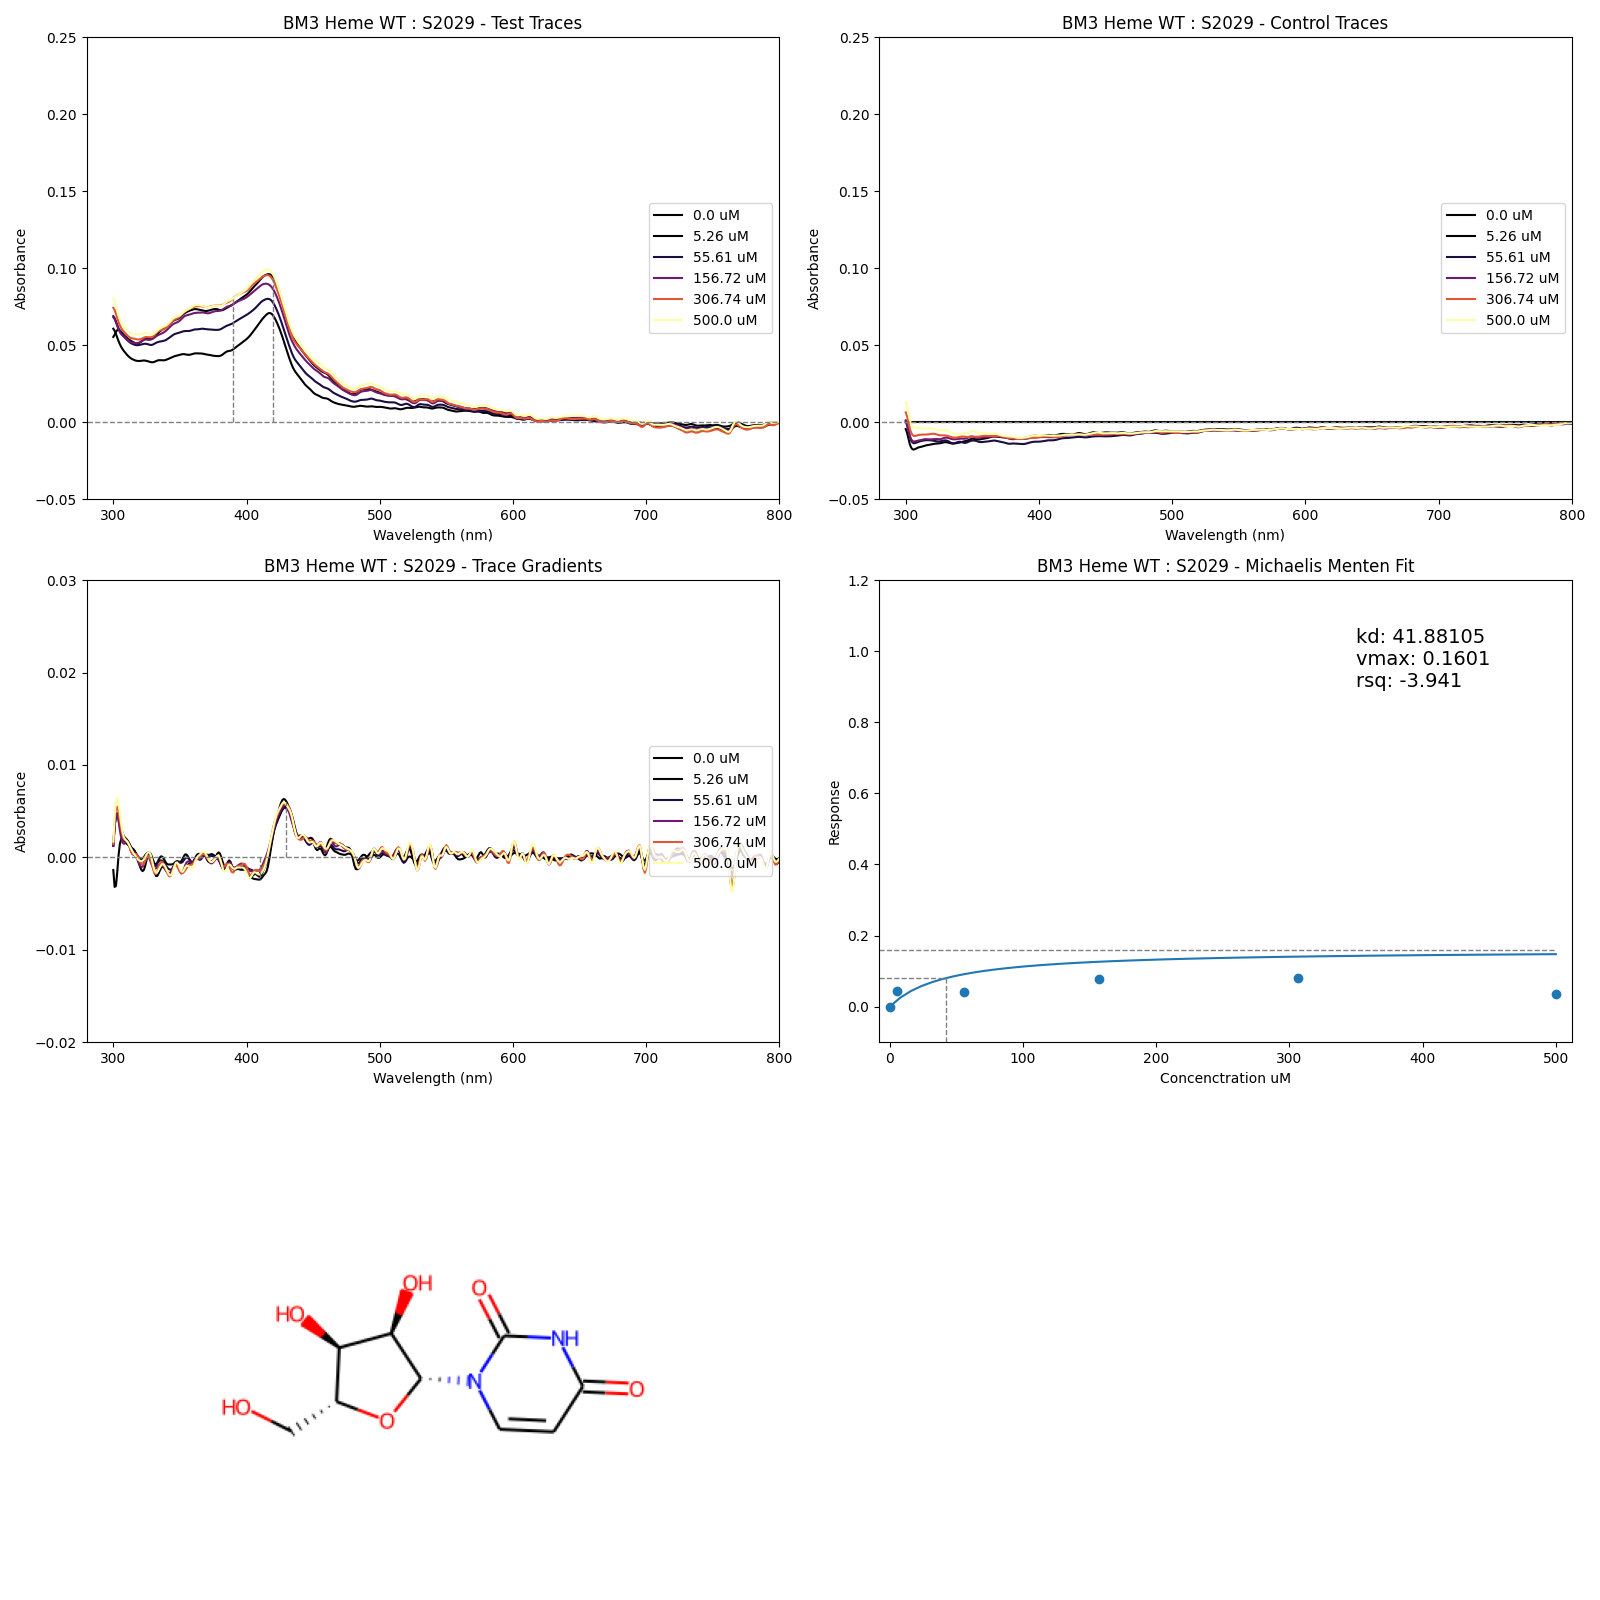 BM3 Heme WT : S2029 - Test Traces
0.25
0.20
0.15
0.10
0.05
0.00
−0.05
Absorbance
0.0 uM
5.26 uM
55.61 uM
156.72 uM
306.74 uM
500.0 uM
300 400 500 600 700 800
Wavelength (nm)
BM3 Heme WT : S2029 - Control Traces
0.25
0.20
0.15
0.10
0.05
0.00
−0.05
Absorbance
0.0 uM
5.26 uM
55.61 uM
156.72 uM
306.74 uM
500.0 uM
300 400 500 600 700 800
Wavelength (nm)
BM3 Heme WT : S2029 - Trace Gradients
0.03
0.02
0.01
0.00
−0.01
−0.02
Absorbance
0.0 uM
5.26 uM
55.61 uM
156.72 uM
306.74 uM
500.0 uM
300 400 500 600 700 800
Wavelength (nm)
BM3 Heme WT : S2029 - Michaelis Menten Fit
1.2
1.0
0.8
0.6
0.4
0.2
0.0
Response
kd: 41.88105
vmax: 0.1601
rsq: -3.941
0 100 200 300 400 500
Concenctration uM
OH
O
HO
NH
N
O
HO
O